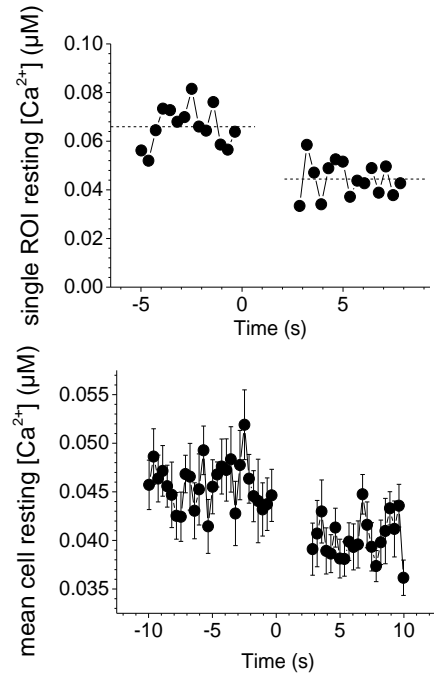 single ROI resting [Ca²⁺] (µM)
0.10
0.08
0.06
0.04
0.02
0.00
-5 0 5
Time (s)
mean cell resting [Ca²⁺] (µM)
0.055
0.050
0.045
0.040
0.035
-10 -5 0 5 10
Time (s)